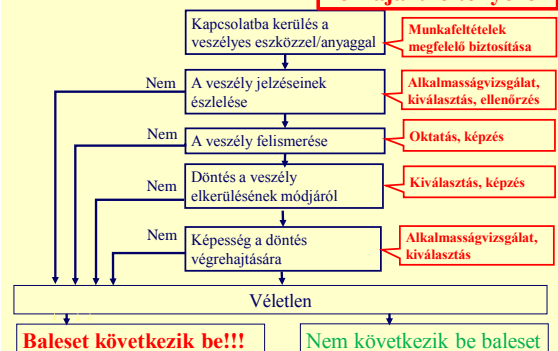 Kapcsolatba kerülés a
veszélyes eszközzel/anyaggal
Munkafeltételek
megfelelő biztosítása
Nem
A veszély jelzéseinek
észlelése
Alkalmasságvizsgálat,
kiválasztás, ellenőrzés
Nem
A veszély felismerése
Oktatás, képzés
Nem
Döntés a veszély
elkerülésének módjáról
Kiválasztás, képzés
Nem
Képesség a döntés
végrehajtására
Alkalmasságvizsgálat,
kiválasztás
Véletlen
Baleset következik be!!!
Nem következik be baleset